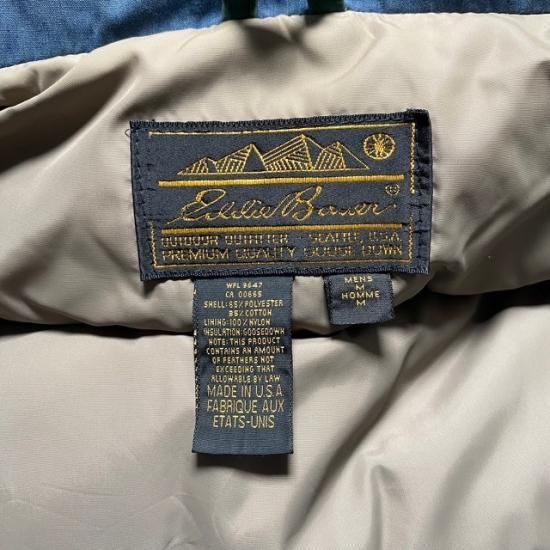 Eddie Bauer
OUTDOOR OUTFITTER · SEATTLE, U.S.A.
PREMIUM QUALITY GOOSE DOWN
MENS
M
HOMME
M
WPL 9647
CA 00665
SHELL: 65% POLYESTER
35% COTTON
LINING: 100% NYLON
INSULATION: GOOSEDOWN
NOTE: THIS PRODUCT
CONTAINS AN AMOUNT
OF FEATHERS NOT
EXCEEDING THAT
ALLOWABLE BY LAW
MADE IN U.S.A
FABRIQUE AUX
ETATS-UNIS